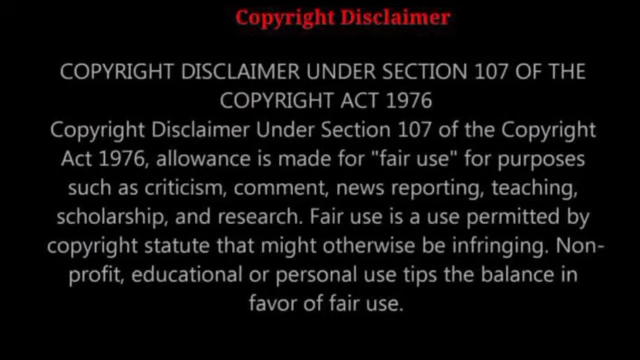 Copyright Disclaimer
COPYRIGHT DISCLAIMER UNDER SECTION 107 OF THE
COPYRIGHT ACT 1976
Copyright Disclaimer Under Section 107 of the Copyright
Act 1976, allowance is made for "fair use" for purposes
such as criticism, comment, news reporting, teaching,
scholarship, and research. Fair use is a use permitted by
copyright statute that might otherwise be infringing. Non-
profit, educational or personal use tips the balance in
favor of fair use.